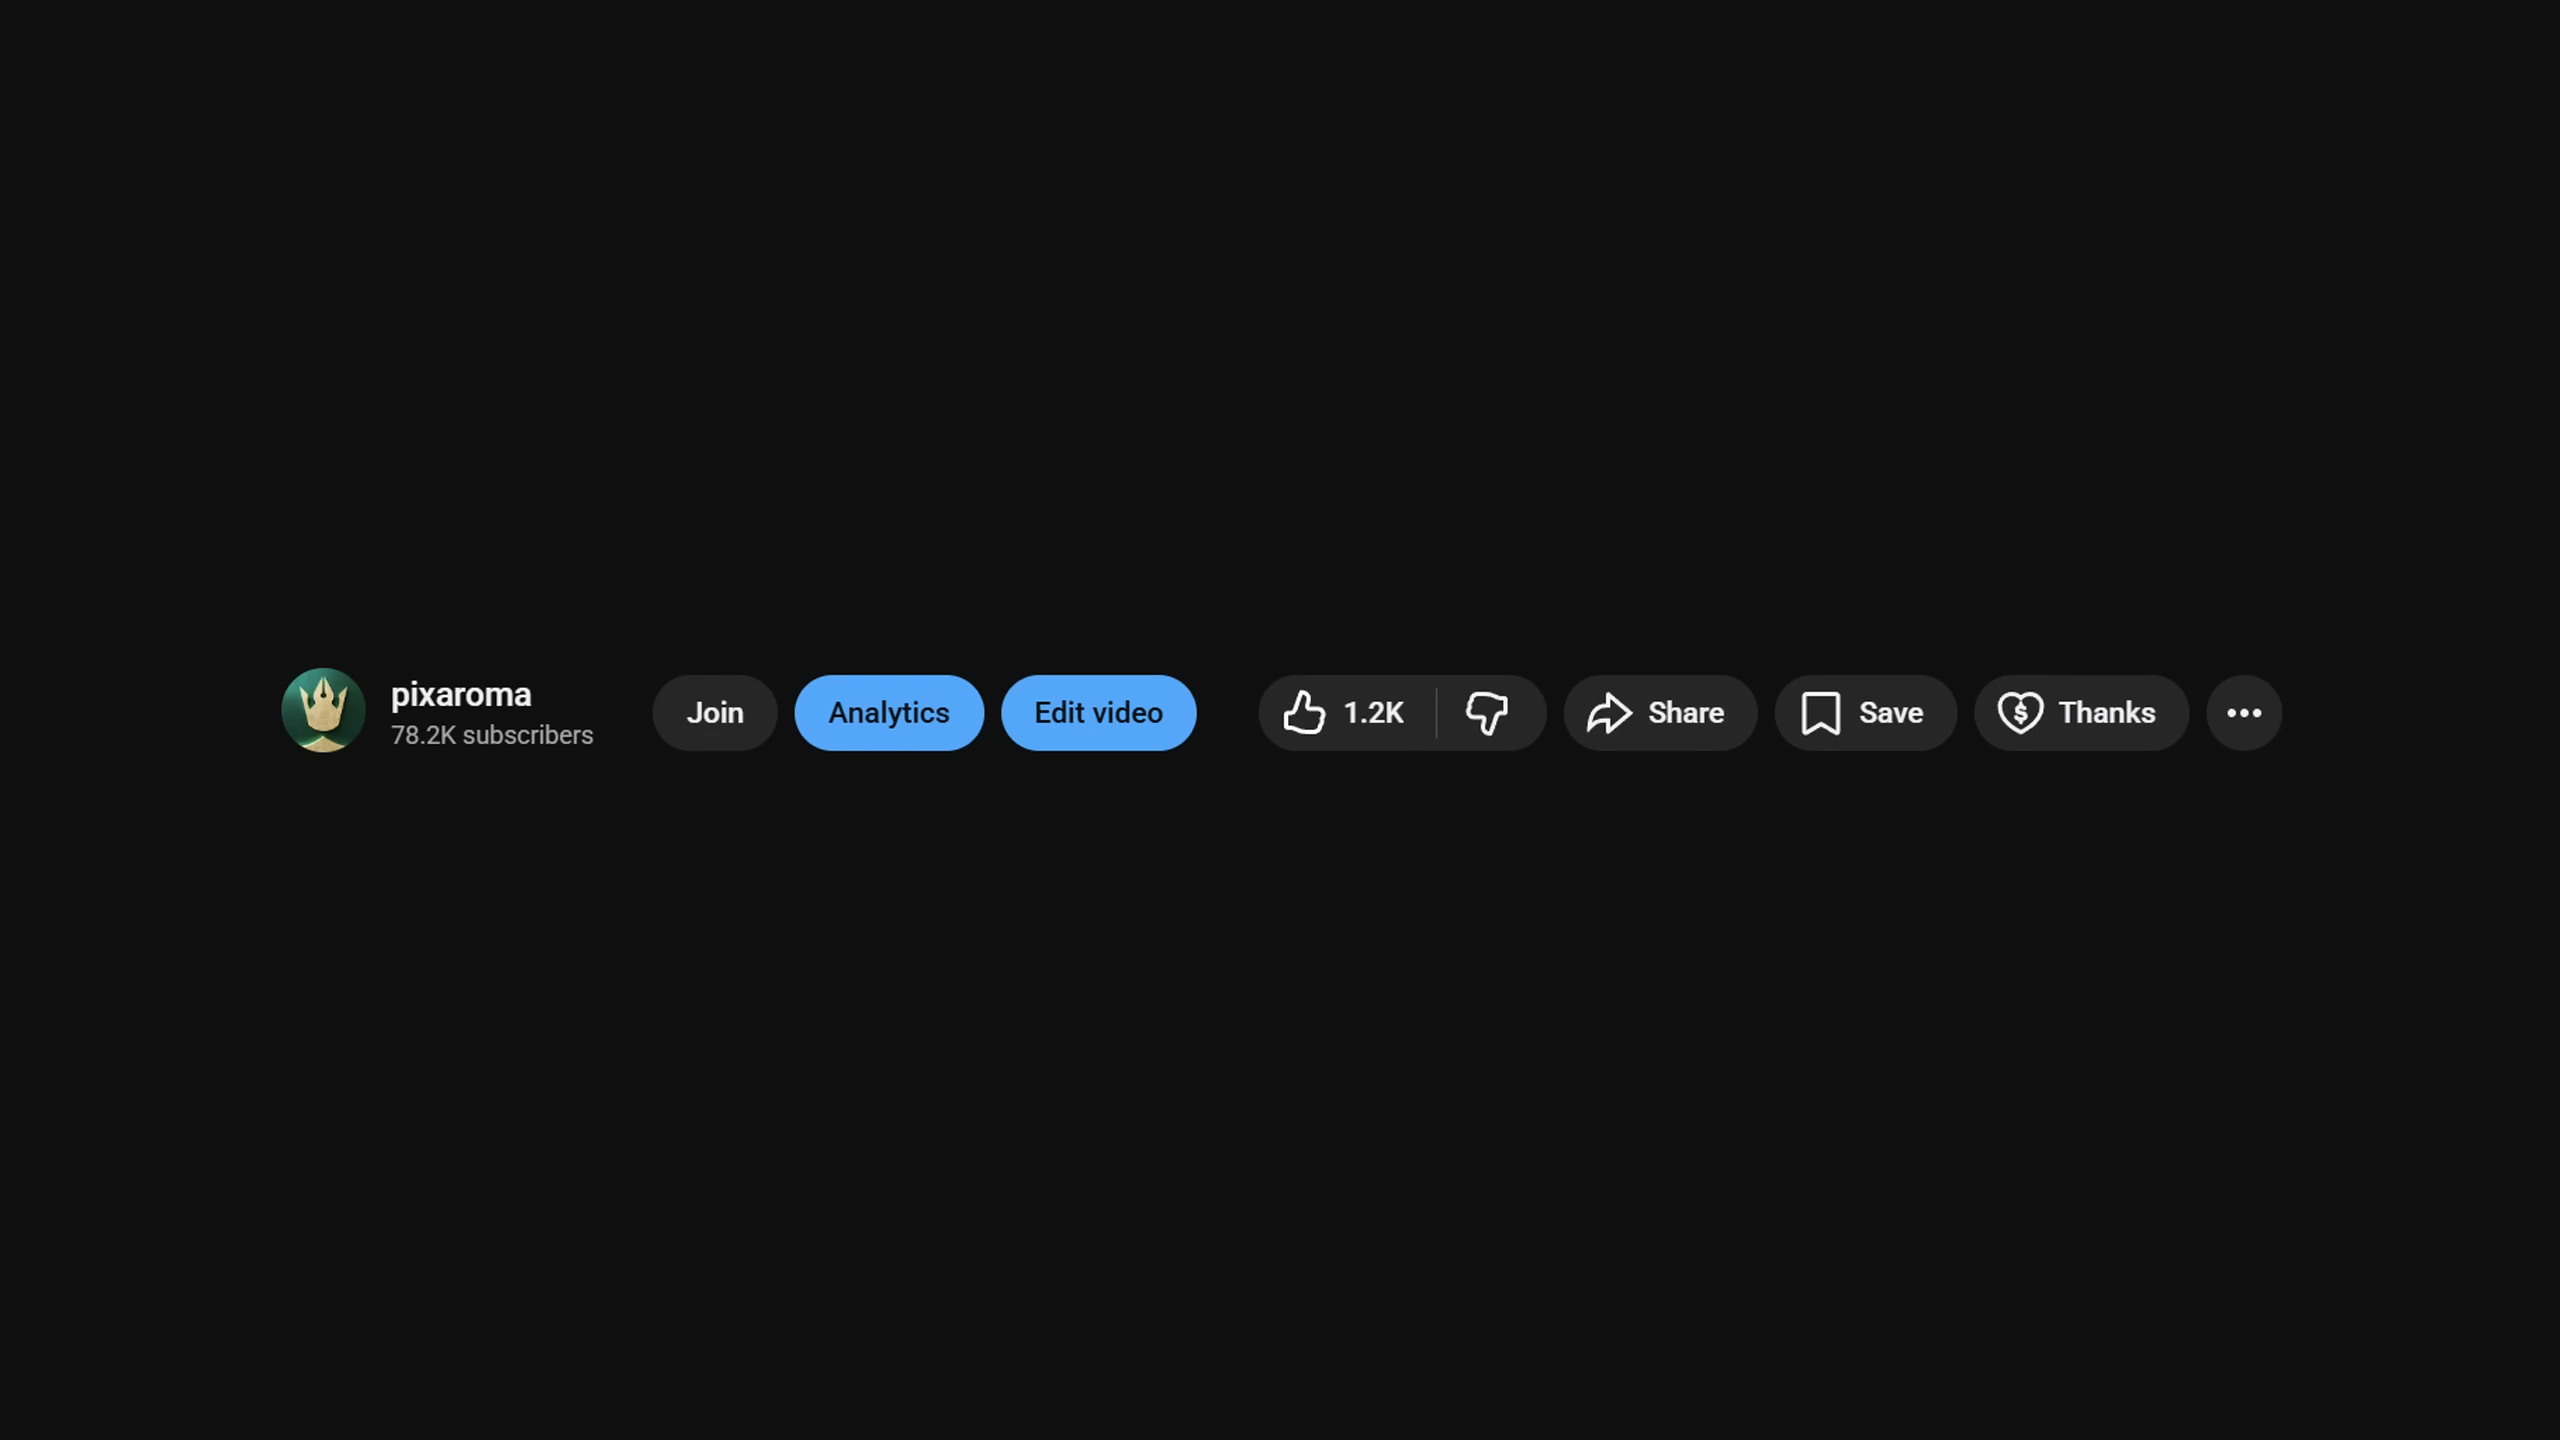 pixaroma
78.2K subscribers
Join
Analytics
Edit video
1.2K
Share
Save
Thanks